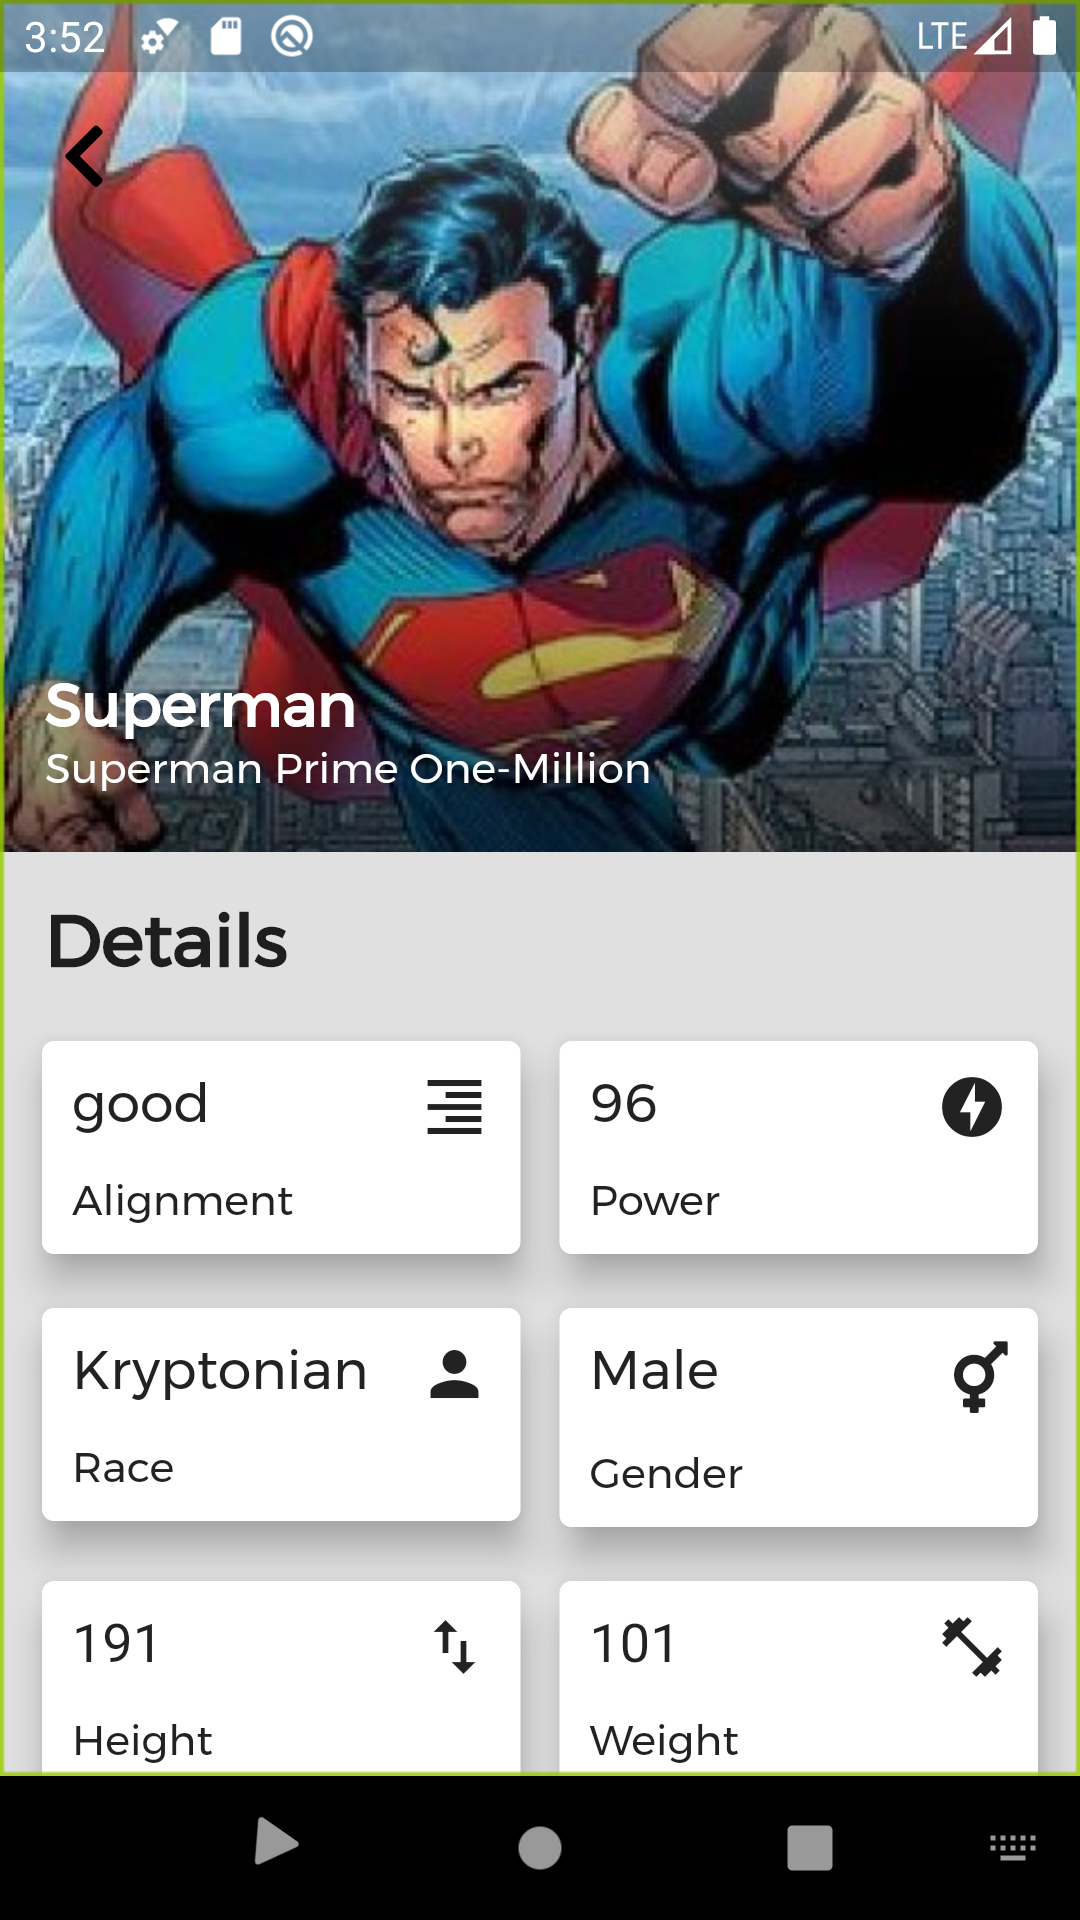 3:52
LTE
Superman
Superman Prime One-Million
Details
good
Alignment
96
Power
Kryptonian
Race
Male
Gender
191
Height
101
Weight